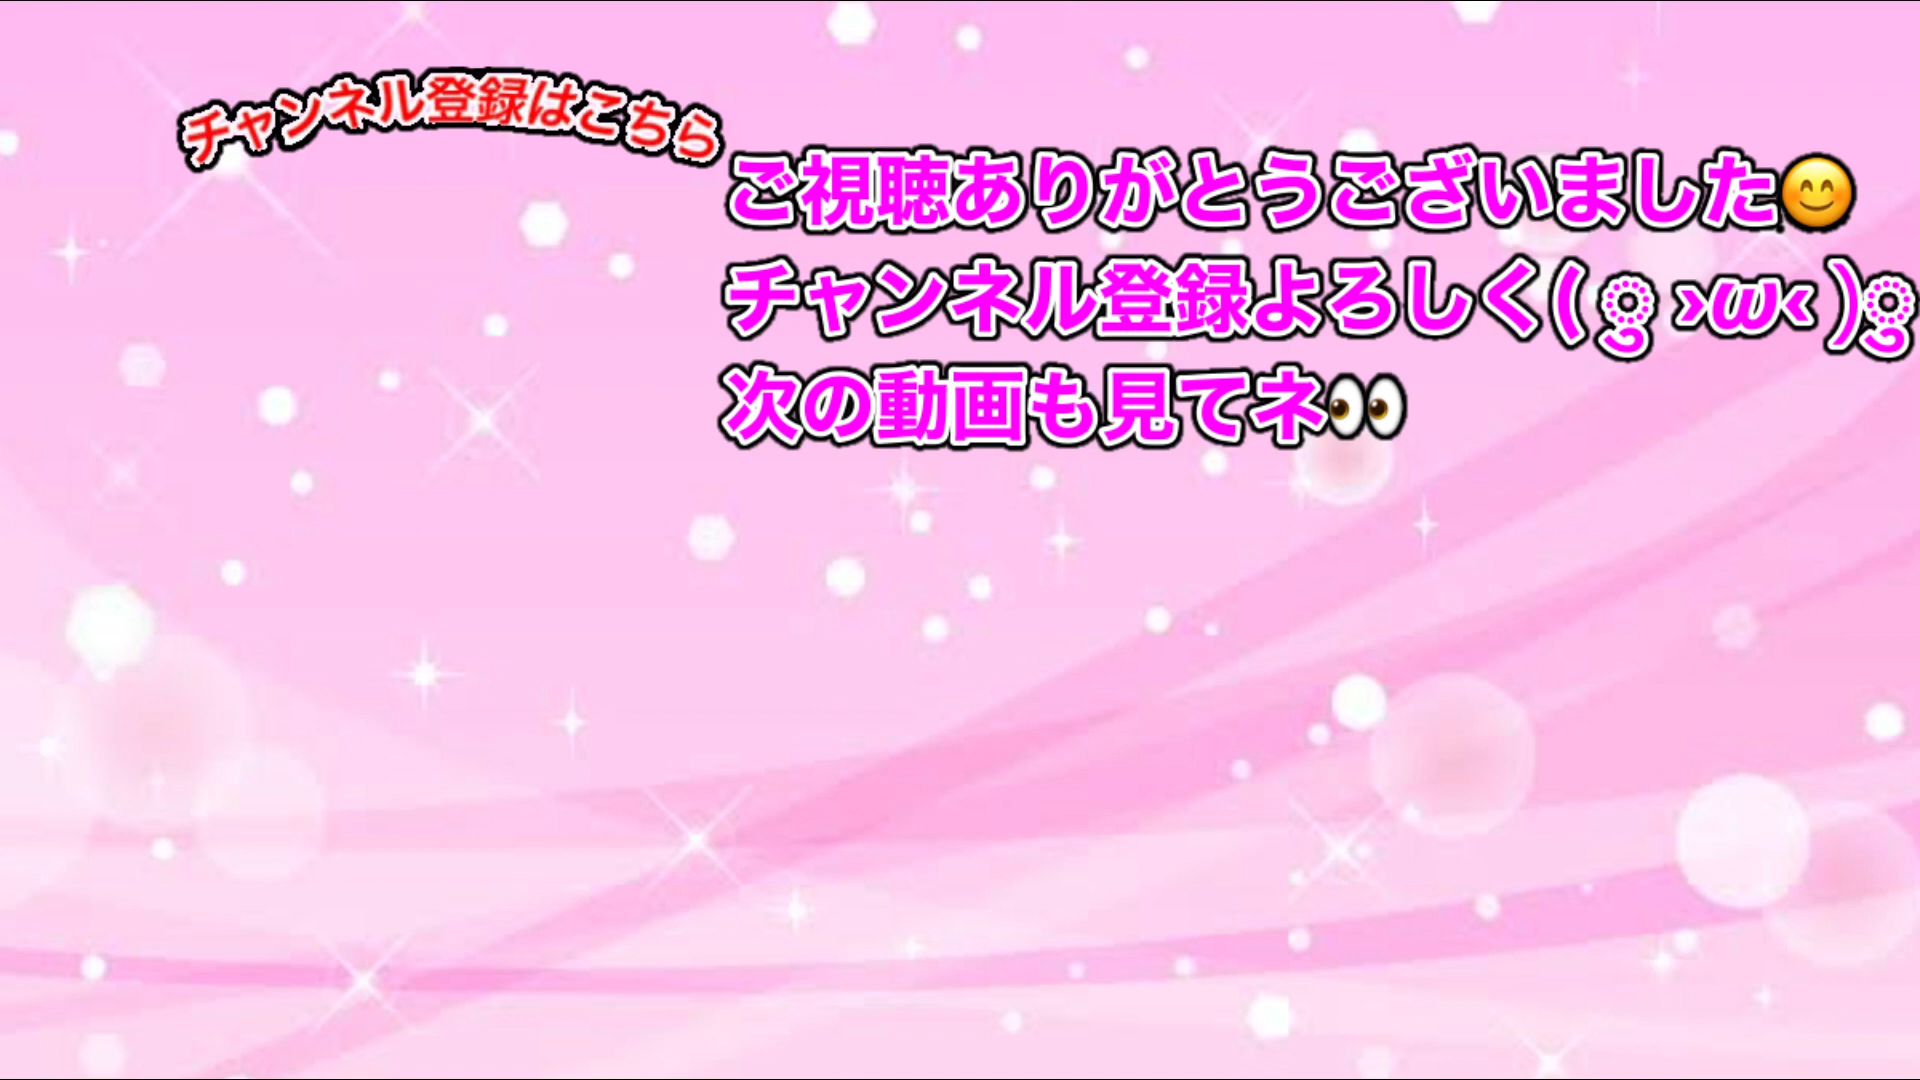 チャンネル登録はこちら
ご視聴ありがとうございました😊
チャンネル登録よろしく( ु ›ω‹ ) ु
次の動画も見てネ👀